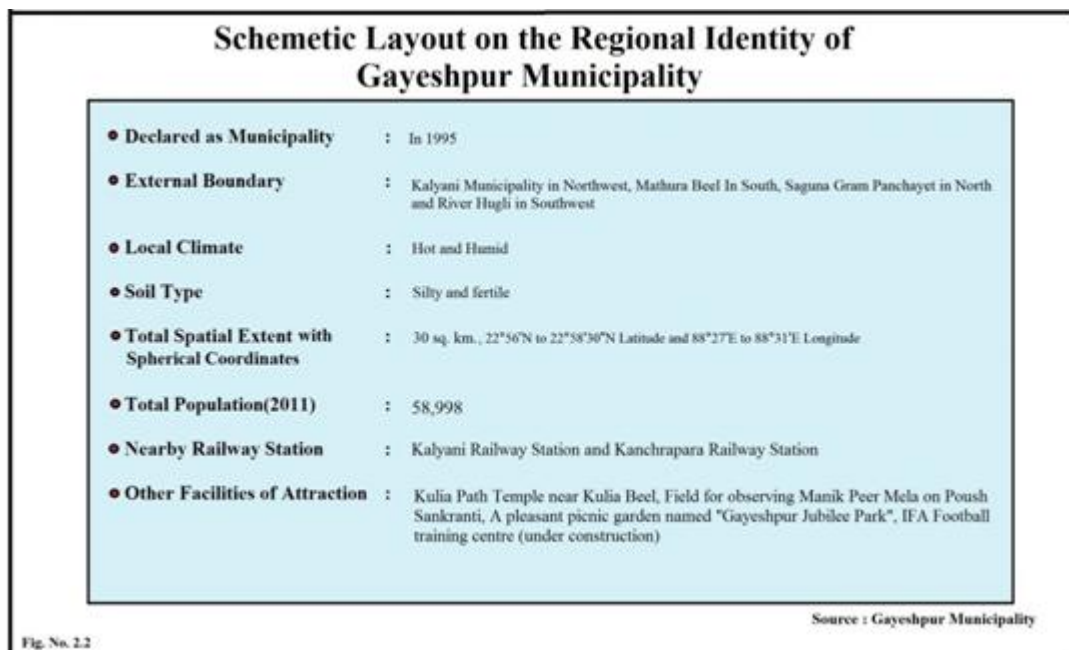 Schemetic Layout on the Regional Identity of
Gayeshpur Municipality
Declared as Municipality : In 1995
External Boundary : Kalyani Municipality in Northwest, Mathura Beel In South, Saguna Gram Panchayet in North
and River Hugli in Southwest
Local Climate : Hot and Humid
Soil Type : Silty and fertile
Total Spatial Extent with : 30 sq. km., 22°56'N to 22°58'30"N Latitude and 88°27'E to 88°31'E Longitude
Spherical Coordinates
Total Population(2011) : 58,998
Nearby Railway Station : Kalyani Railway Station and Kanchrapara Railway Station
Other Facilities of Attraction : Kulia Path Temple near Kulia Beel, Field for observing Manik Peer Mela on Poush
Sankranti, A pleasant picnic garden named "Gayeshpur Jubilee Park", IFA Football
training centre (under construction)
Source : Gayeshpur Municipality
Fig. No. 2.2